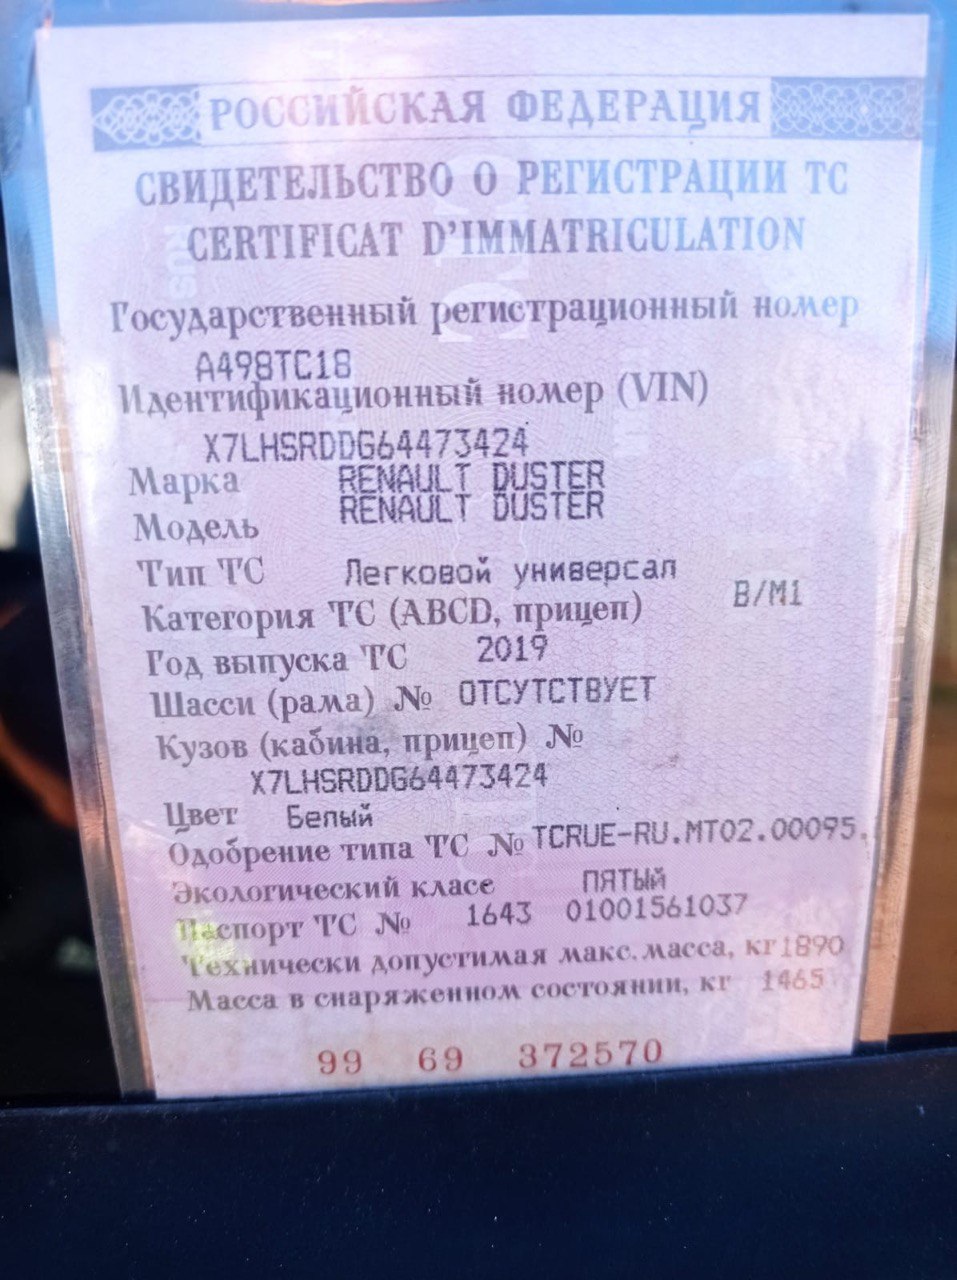 РОССИЙСКАЯ ФЕДЕРАЦИЯ
СВИДЕТЕЛЬСТВО О РЕГИСТРАЦИИ ТС
CERTIFICAT D'IMMATRICULATION
Государственный регистрационный номер
А498ТС18
Идентификационный номер (VIN)
X7LHSRDDG64473424
Марка RENAULT DUSTER
Модель RENAULT DUSTER
Тип ТС Легковой универсал
Категория ТС (ABCD, прицеп) B/M1
Год выпуска ТС 2019
Шасси (рама) № ОТСУТСТВУЕТ
Кузов (кабина, прицеп) №
X7LHSRDDG64473424
Цвет Белый
Одобрение типа ТС № TCRUE-RU.MT02.00095.
Экологический класс ПЯТЫЙ
Паспорт ТС № 1643 01001561037
Технически допустимая макс. масса, кг 1890
Масса в снаряженном состоянии, кг 1465
99 69 372570